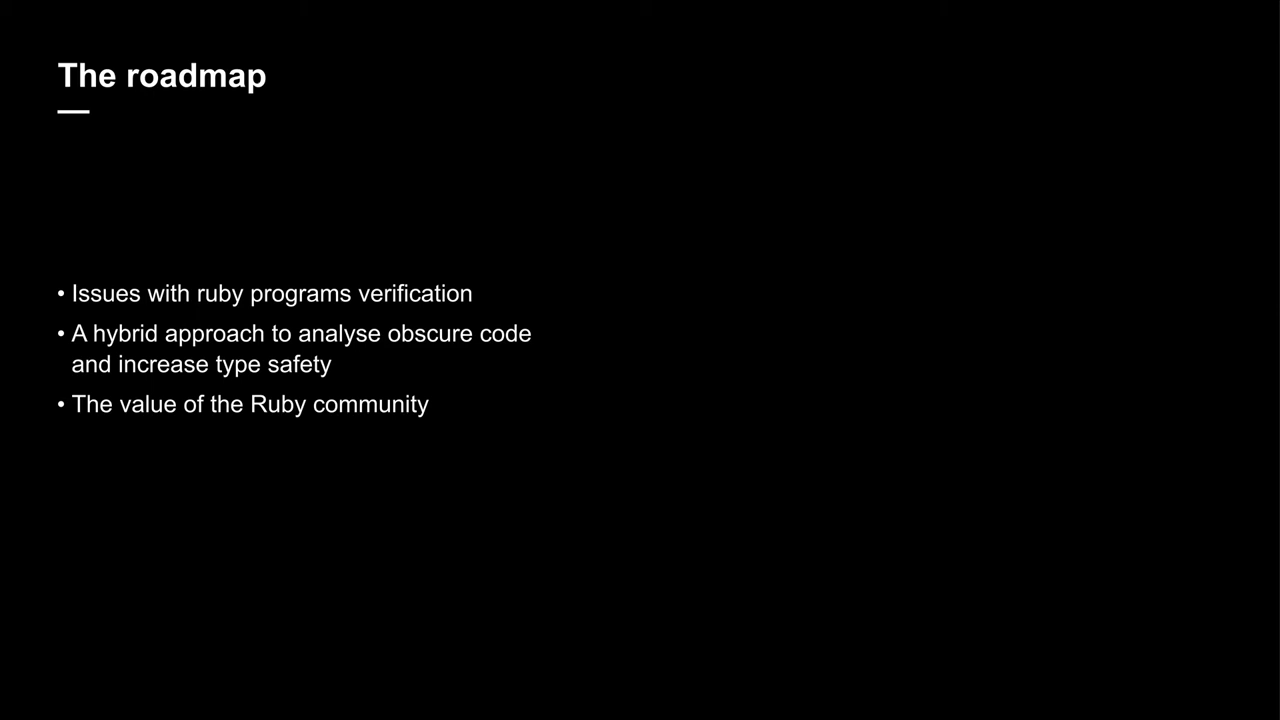 The roadmap
• Issues with ruby programs verification
• A hybrid approach to analyse obscure code
and increase type safety
• The value of the Ruby community